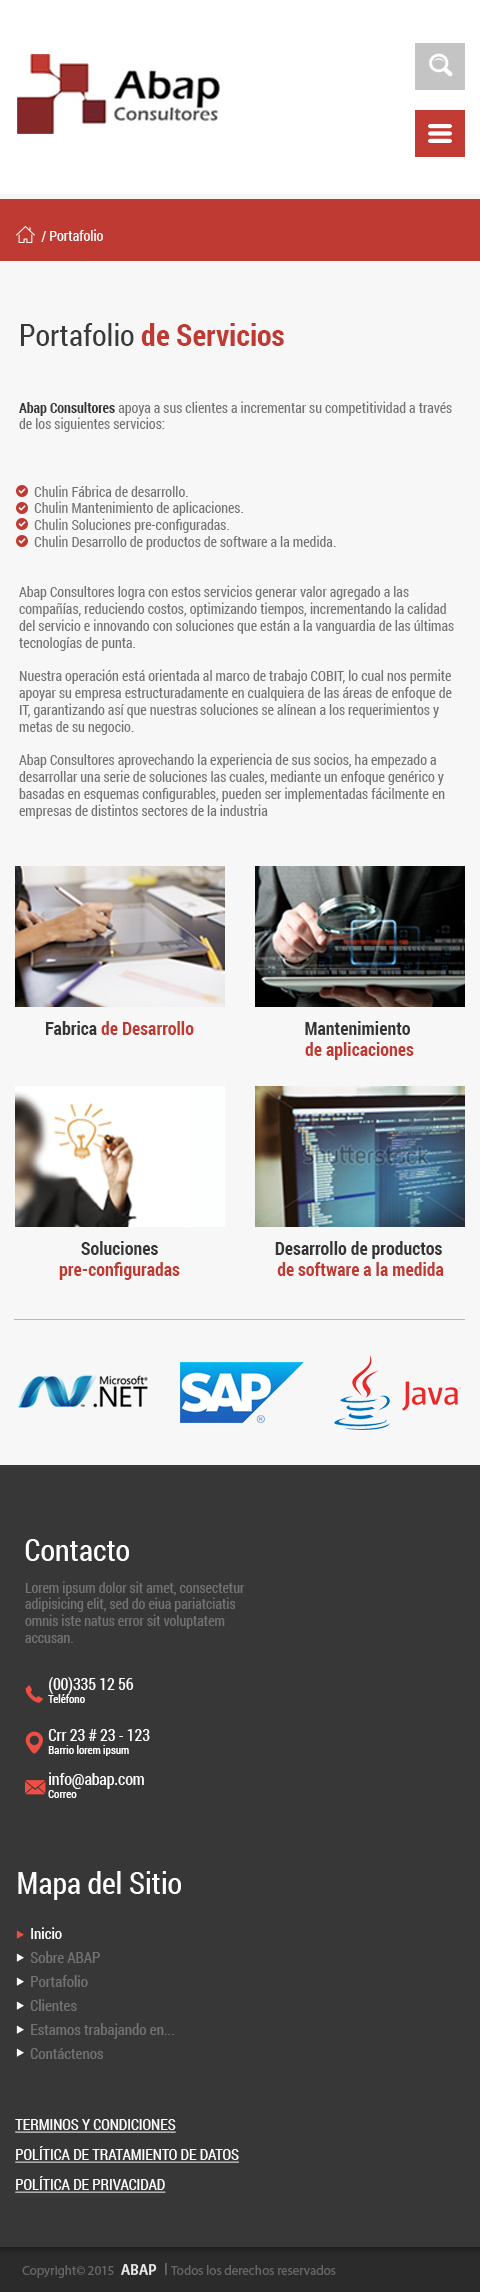 Abap
Consultores
/ Portafolio
Portafolio de Servicios
Abap Consultores apoya a sus clientes a incrementar su competitividad a través
de los siguientes servicios:
Chulin Fábrica de desarrollo.
Chulin Mantenimiento de aplicaciones.
Chulin Soluciones pre-configuradas.
Chulin Desarrollo de productos de software a la medida.
Abap Consultores logra con estos servicios generar valor agregado a las
compañías, reduciendo costos, optimizando tiempos, incrementando la calidad
del servicio e innovando con soluciones que están a la vanguardia de las últimas
tecnologías de punta.
Nuestra operación está orientada al marco de trabajo COBIT, lo cual nos permite
apoyar su empresa estructuradamente en cualquiera de las áreas de enfoque de
IT, garantizando así que nuestras soluciones se alínean a los requerimientos y
metas de su negocio.
Abap Consultores aprovechando la experiencia de sus socios, ha empezado a
desarrollar una serie de soluciones las cuales, mediante un enfoque genérico y
basadas en esquemas configurables, pueden ser implementadas fácilmente en
empresas de distintos sectores de la industria
Fabrica de Desarrollo
Mantenimiento
de aplicaciones
shutterstock
Soluciones
pre-configuradas
Desarrollo de productos
de software a la medida
Microsoft®
.NET
SAP®
Java
Contacto
Lorem ipsum dolor sit amet, consectetur
adipisicing elit, sed do eiua pariatciatis
omnis iste natus error sit voluptatem
accusan.
(00)335 12 56
Teléfono
Crr 23 # 23 - 123
Barrio lorem ipsum
info@abap.com
Correo
Mapa del Sitio
Inicio
Sobre ABAP
Portafolio
Clientes
Estamos trabajando en...
Contáctenos
TERMINOS Y CONDICIONES
POLÍTICA DE TRATAMIENTO DE DATOS
POLÍTICA DE PRIVACIDAD
Copyright© 2015 ABAP | Todos los derechos reservados